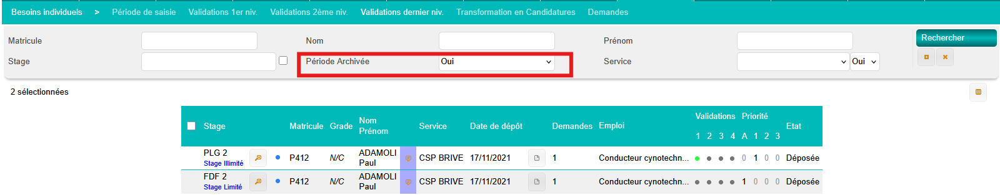 Besoins individuels > Période de saisie Validations 1er niv. Validations 2ème niv. Validations dernier niv. Transformation en Candidatures Demandes
Matricule Nom Prénom Rechercher
Stage Période Archivée Oui Service Oui
2 sélectionnées
Stage Matricule Grade Nom Prénom Service Date de dépôt Demandes Emploi Validations Priorité Etat
1 2 3 4 A 1 2 3
PLG 2 P412 N/C ADAMOLI Paul CSP BRIVE 17/11/2021 1 Conducteur cynotechn... 0 1 0 0 Déposée
Stage Illimité
FDF 2 P412 N/C ADAMOLI Paul CSP BRIVE 17/11/2021 1 Conducteur cynotechn... 1 0 0 0 Déposée
Stage Limité